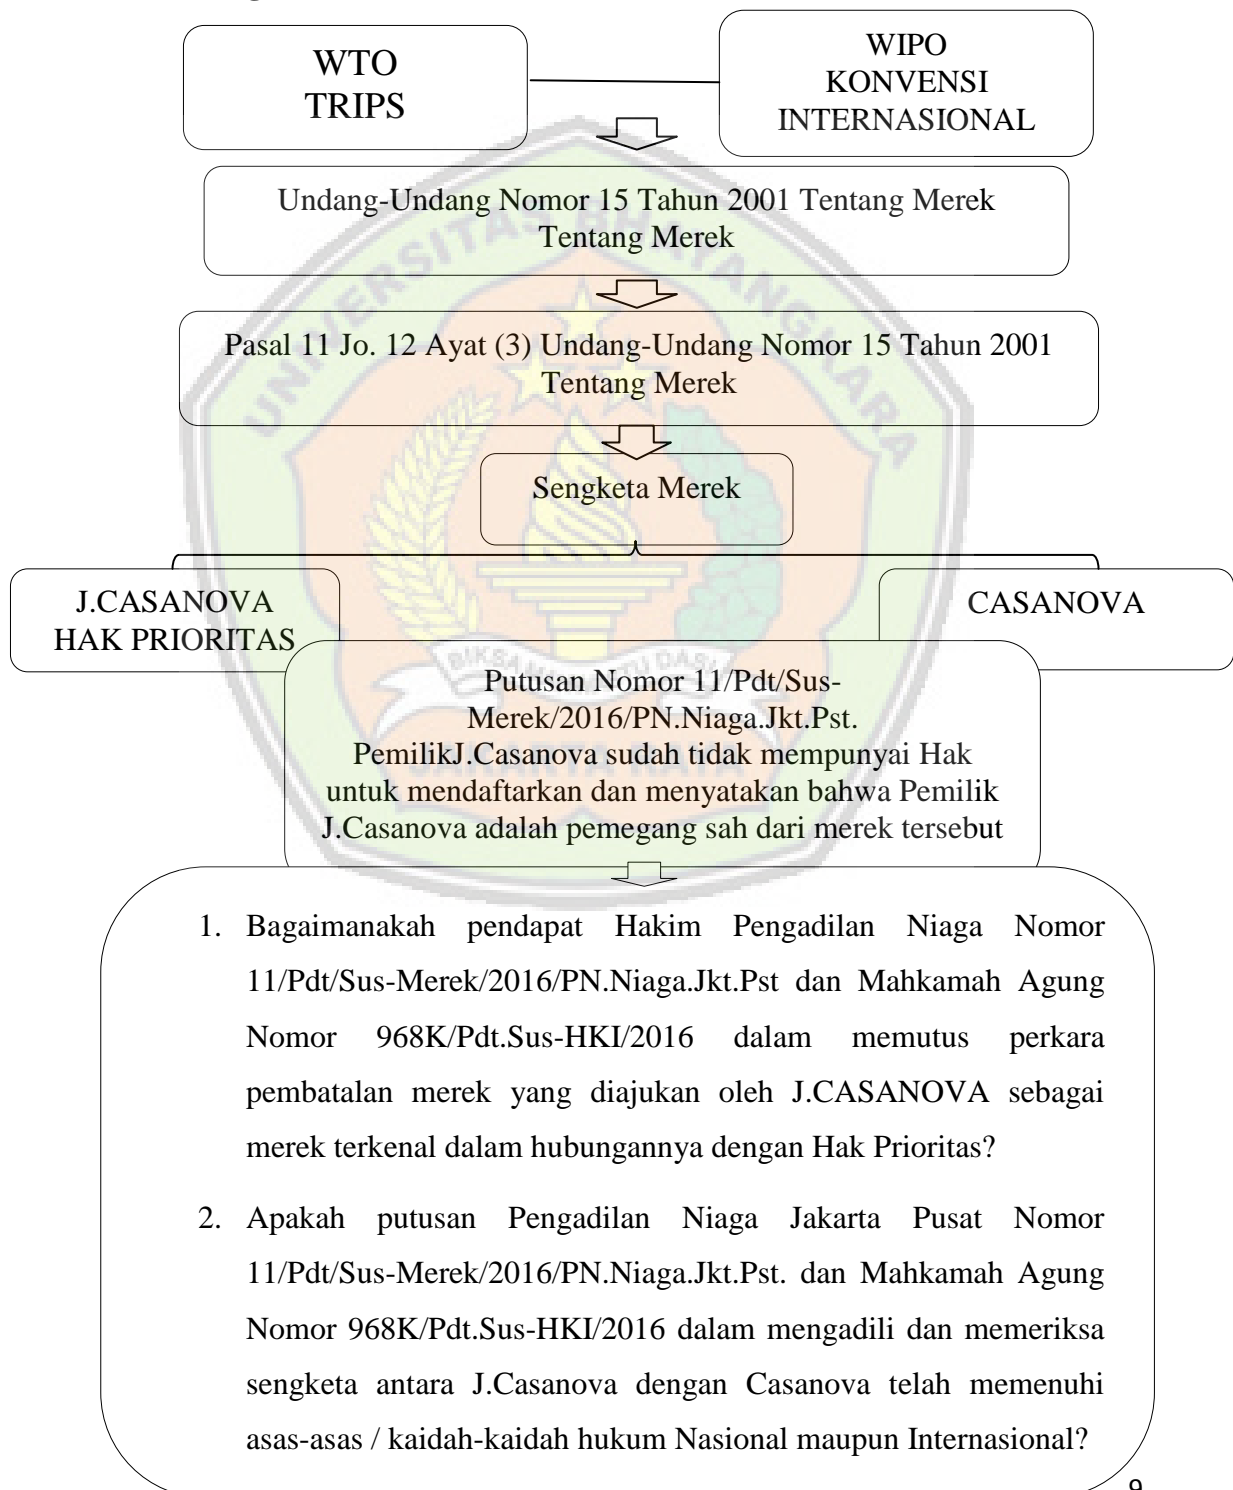 WTO
TRIPS
WIPO
KONVENSI
INTERNASIONAL
Undang-Undang Nomor 15 Tahun 2001 Tentang Merek
Tentang Merek
Pasal 11 Jo. 12 Ayat (3) Undang-Undang Nomor 15 Tahun 2001
Tentang Merek
Sengketa Merek
J.CASANOVA
HAK PRIORITAS
CASANOVA
Putusan Nomor 11/Pdt/Sus-
Merek/2016/PN.Niaga.Jkt.Pst.
PemilikJ.Casanova sudah tidak mempunyai Hak
untuk mendaftarkan dan menyatakan bahwa Pemilik
J.Casanova adalah pemegang sah dari merek tersebut
1. Bagaimanakah pendapat Hakim Pengadilan Niaga Nomor
11/Pdt/Sus-Merek/2016/PN.Niaga.Jkt.Pst dan Mahkamah Agung
Nomor 968K/Pdt.Sus-HKI/2016 dalam memutus perkara
pembatalan merek yang diajukan oleh J.CASANOVA sebagai
merek terkenal dalam hubungannya dengan Hak Prioritas?
2. Apakah putusan Pengadilan Niaga Jakarta Pusat Nomor
11/Pdt/Sus-Merek/2016/PN.Niaga.Jkt.Pst. dan Mahkamah Agung
Nomor 968K/Pdt.Sus-HKI/2016 dalam mengadili dan memeriksa
sengketa antara J.Casanova dengan Casanova telah memenuhi
asas-asas / kaidah-kaidah hukum Nasional maupun Internasional?
9
UNIVERSITAS BHAYANGKARA
JAKARTA RAYA